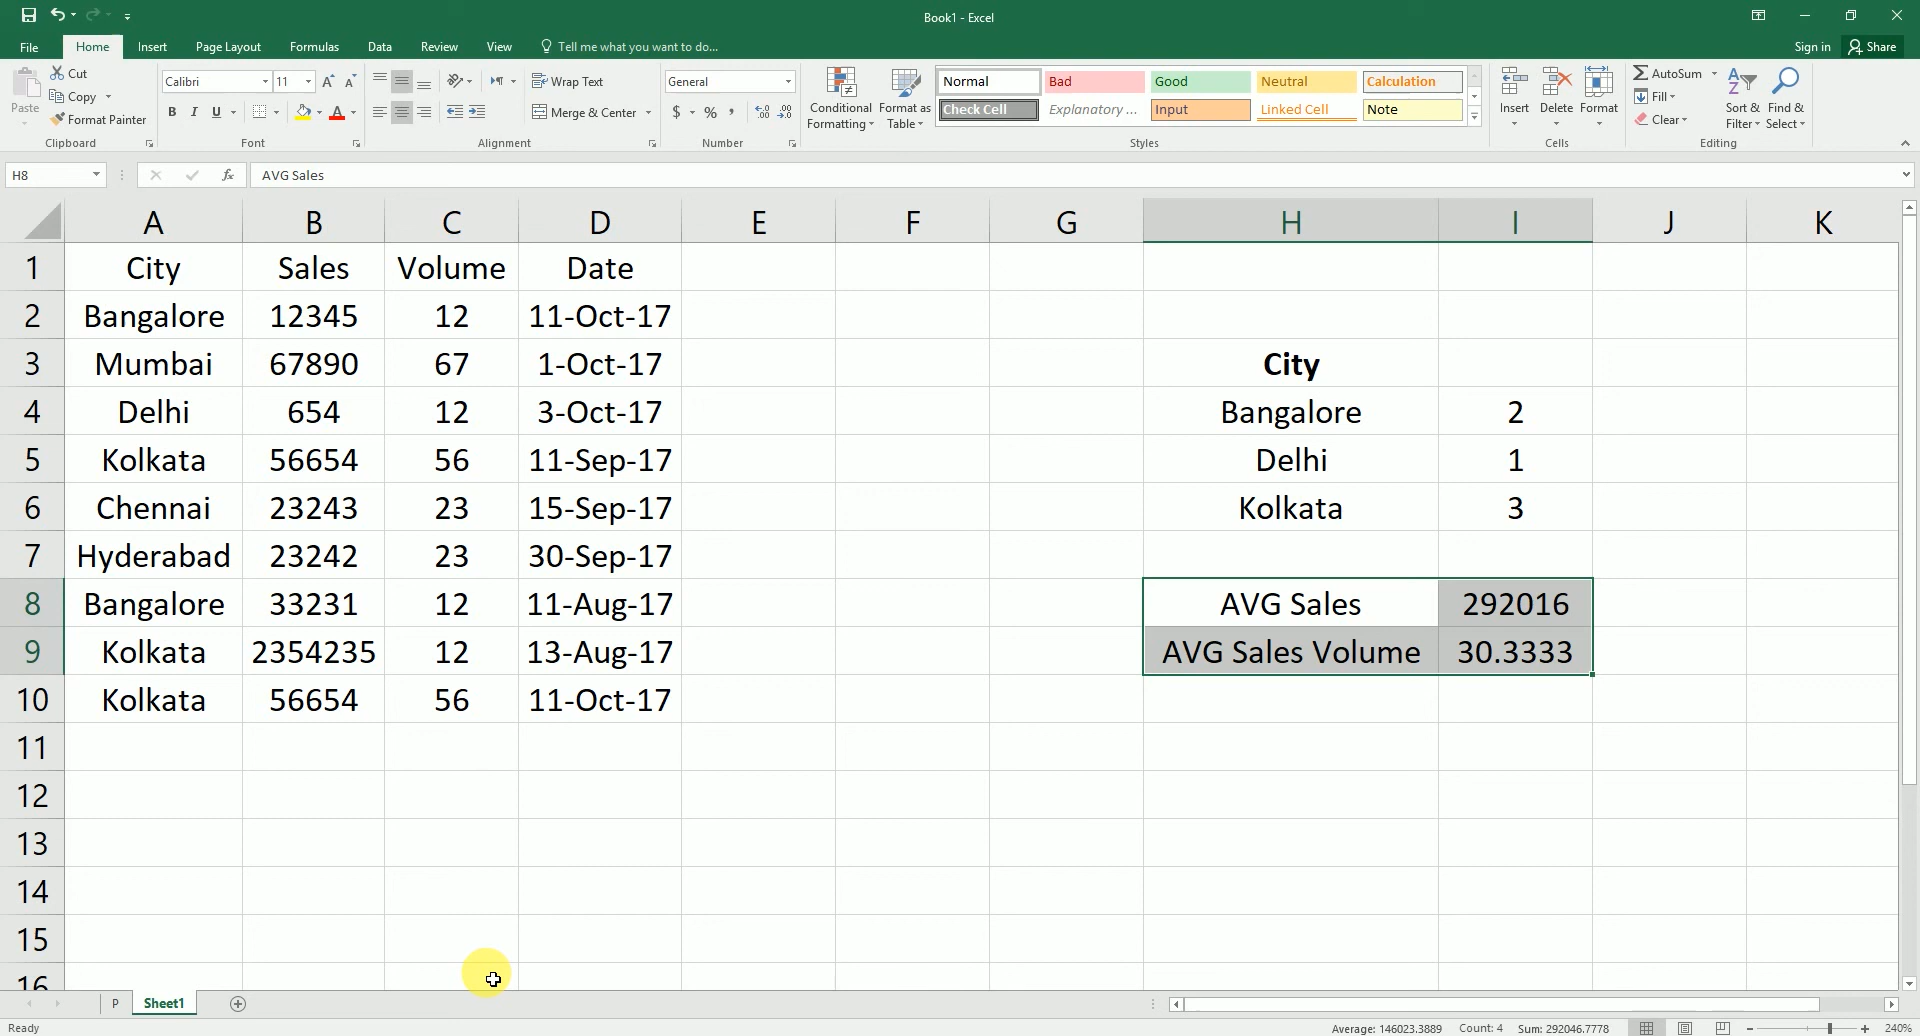 Book1 - Excel
File Home Insert Page Layout Formulas Data Review View Tell me what you want to do... Sign in Share
Paste
Cut
Copy
Format Painter
Clipboard
Calibri 11 A A
B I U A
Font
Wrap Text
Merge & Center
Alignment
General
$ % ,
Number
Conditional Formatting
Format as Table
Normal Bad Good Neutral Calculation
Check Cell Explanatory ... Input Linked Cell Note
Styles
Insert Delete Format
Cells
AutoSum
Fill
Clear
Sort & Filter
Find & Select
Editing
H8 fx AVG Sales
A B C D E F G H I J K
1 City Sales Volume Date
2 Bangalore 12345 12 11-Oct-17
3 Mumbai 67890 67 1-Oct-17 City
4 Delhi 654 12 3-Oct-17 Bangalore 2
5 Kolkata 56654 56 11-Sep-17 Delhi 1
6 Chennai 23243 23 15-Sep-17 Kolkata 3
7 Hyderabad 23242 23 30-Sep-17
8 Bangalore 33231 12 11-Aug-17 AVG Sales 292016
9 Kolkata 2354235 12 13-Aug-17 AVG Sales Volume 30.3333
10 Kolkata 56654 56 11-Oct-17
11
12
13
14
15
16
P Sheet1
Ready Average: 146023.3889 Count: 4 Sum: 292046.7778 240%